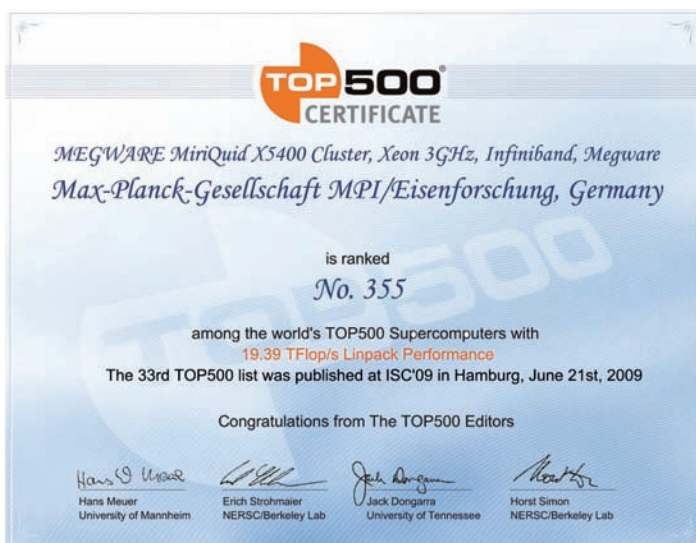 TOP500®
CERTIFICATE
MEGWARE MiriQuid X5400 Cluster, Xeon 3GHz, Infiniband, Megware
Max-Planck-Gesellschaft MPI/Eisenforschung, Germany
is ranked
No. 355
among the world's TOP500 Supercomputers with
19.39 TFlop/s Linpack Performance
The 33rd TOP500 list was published at ISC'09 in Hamburg, June 21st, 2009
Congratulations from The TOP500 Editors
Hans Meuer
University of Mannheim
Erich Strohmaier
NERSC/Berkeley Lab
Jack Dongarra
University of Tennessee
Horst Simon
NERSC/Berkeley Lab